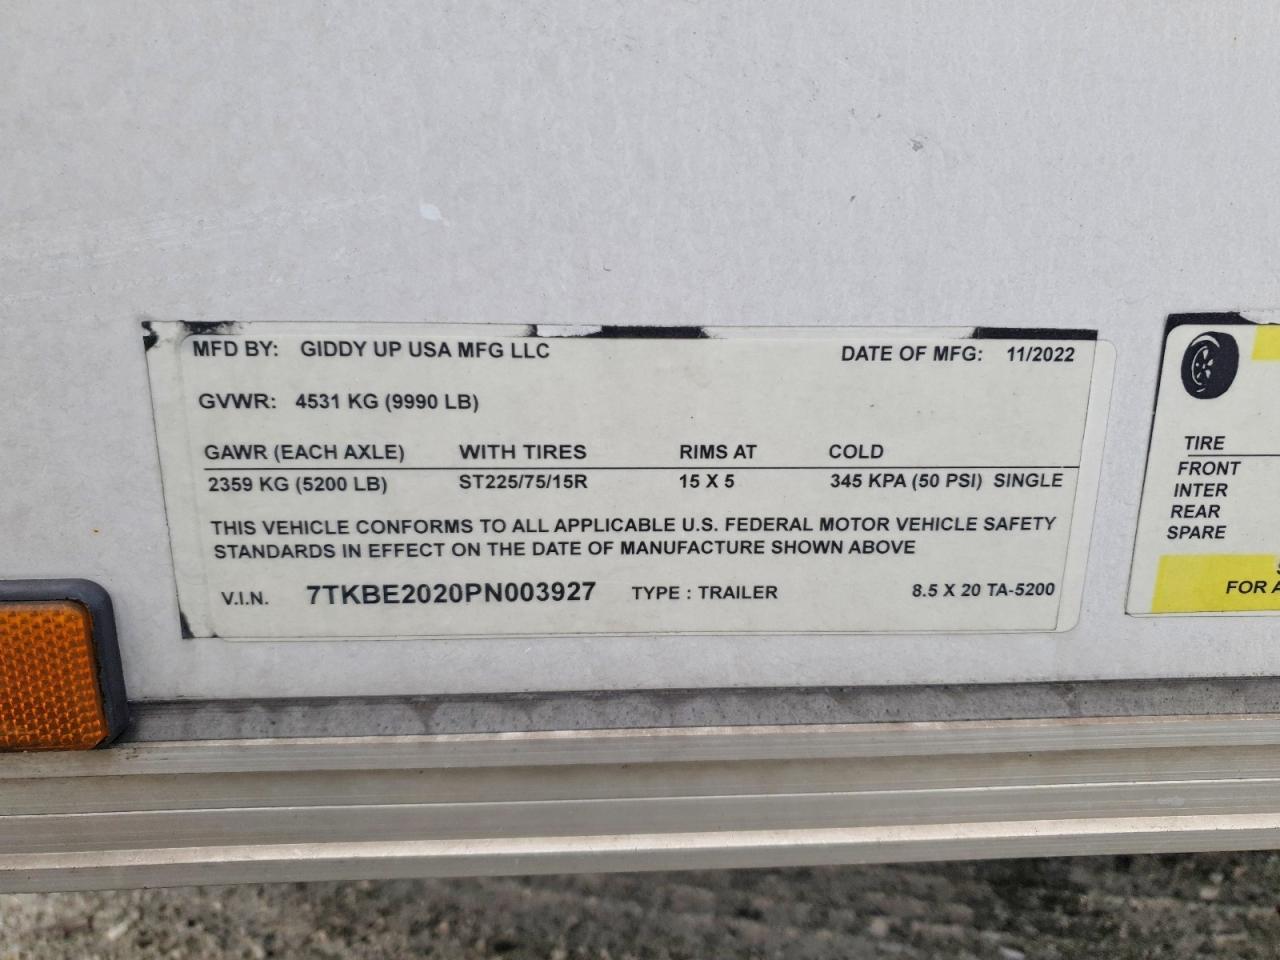 MFD BY: GIDDY UP USA MFG LLC DATE OF MFG: 11/2022
GVWR: 4531 KG (9990 LB)
GAWR (EACH AXLE) WITH TIRES RIMS AT COLD
2359 KG (5200 LB) ST225/75/15R 15 X 5 345 KPA (50 PSI) SINGLE
THIS VEHICLE CONFORMS TO ALL APPLICABLE U.S. FEDERAL MOTOR VEHICLE SAFETY
STANDARDS IN EFFECT ON THE DATE OF MANUFACTURE SHOWN ABOVE
V.I.N. 7TKBE2020PN003927 TYPE : TRAILER 8.5 X 20 TA-5200
TIRE
FRONT
INTER
REAR
SPARE
FOR